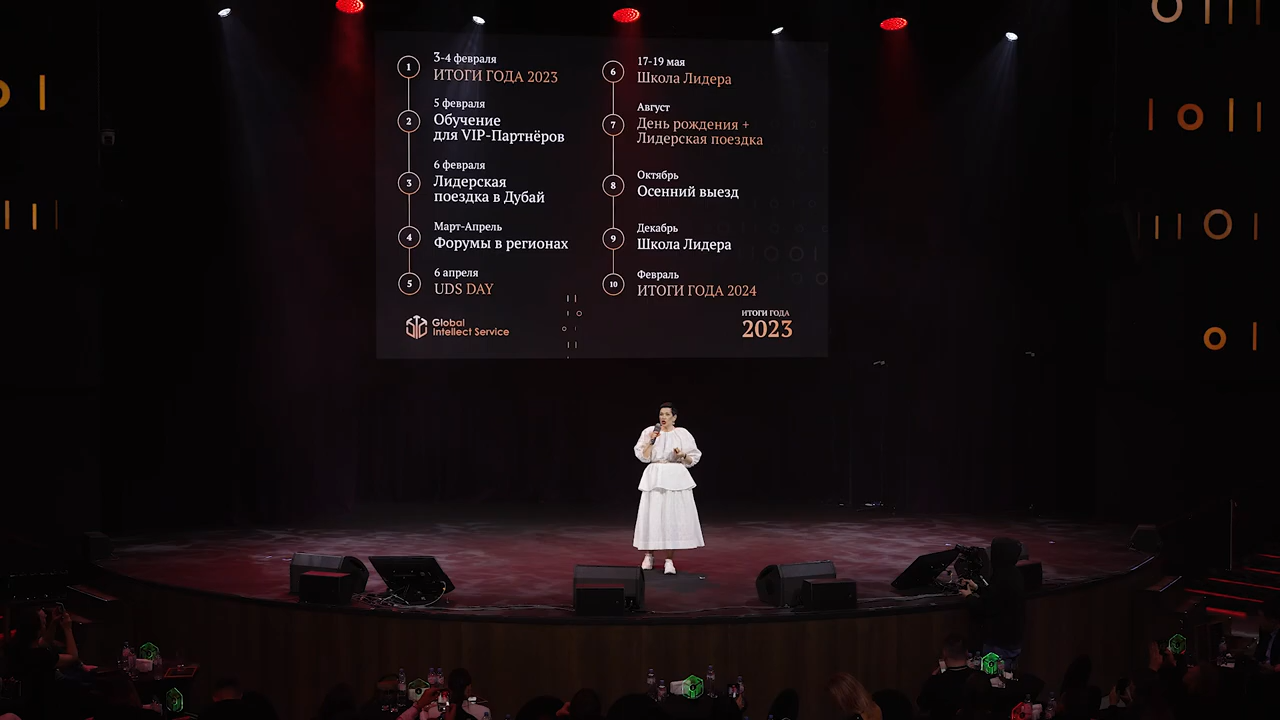 1
3-4 февраля
ИТОГИ ГОДА 2023
2
5 февраля
Обучение
для VIP-Партнёров
3
6 февраля
Лидерская
поездка в Дубай
4
Март-Апрель
Форумы в регионах
5
6 апреля
UDS DAY
6
17-19 мая
Школа Лидера
7
Август
День рождения +
Лидерская поездка
8
Октябрь
Осенний выезд
9
Декабрь
Школа Лидера
10
Февраль
ИТОГИ ГОДА 2024
Global
Intellect Service
ИТОГИ ГОДА
2023